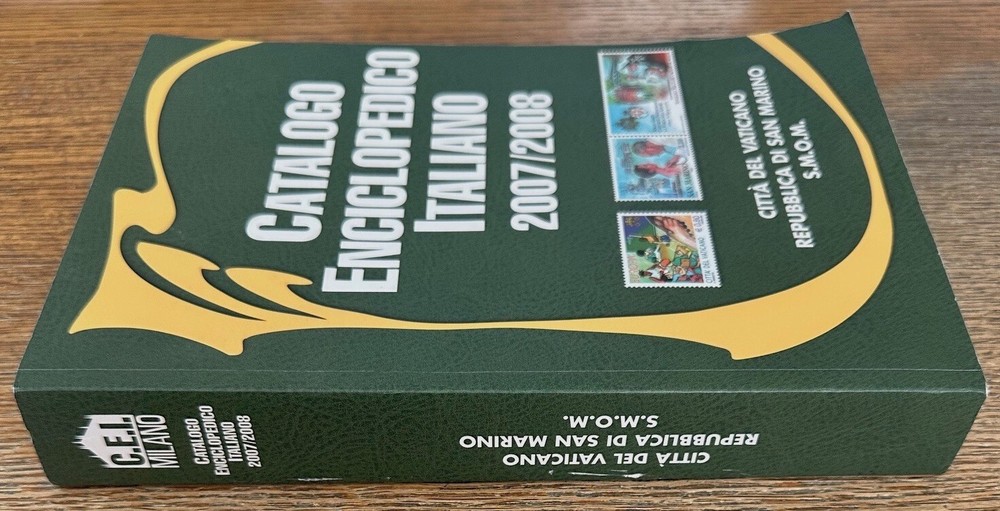 CATALOGO
ENCICLOPEDICO
ITALIANO
2007/2008
CITTÀ DEL VATICANO
REPUBBLICA DI SAN MARINO
S.M.O.M.
C.E.I.
MILANO
CATALOGO
ENCICLOPEDICO
ITALIANO
2007/2008
CITTÀ DEL VATICANO
REPUBBLICA DI SAN MARINO
S.M.O.M.